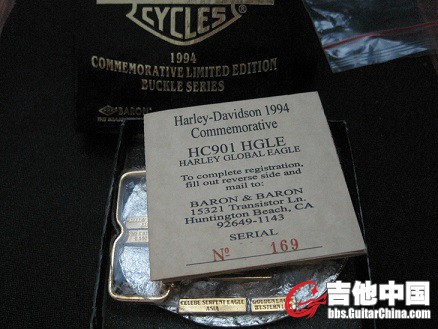 CYCLES
1994
COMMEMORATIVE LIMITED EDITION
BUCKLE SERIES
BARON
Harley-Davidson 1994
Commemorative
HC901 HGLE
HARLEY GLOBAL EAGLE
To complete registration,
fill out reverse side and
mail to:
BARON & BARON
15321 Transistor Ln.
Huntington Beach, CA
92649-1143
SERIAL
No 169
SERPENT EAGLE
ASIA
GOLDEN EAGLE
WESTERN
吉他中国
bbs.GuitarChina.com